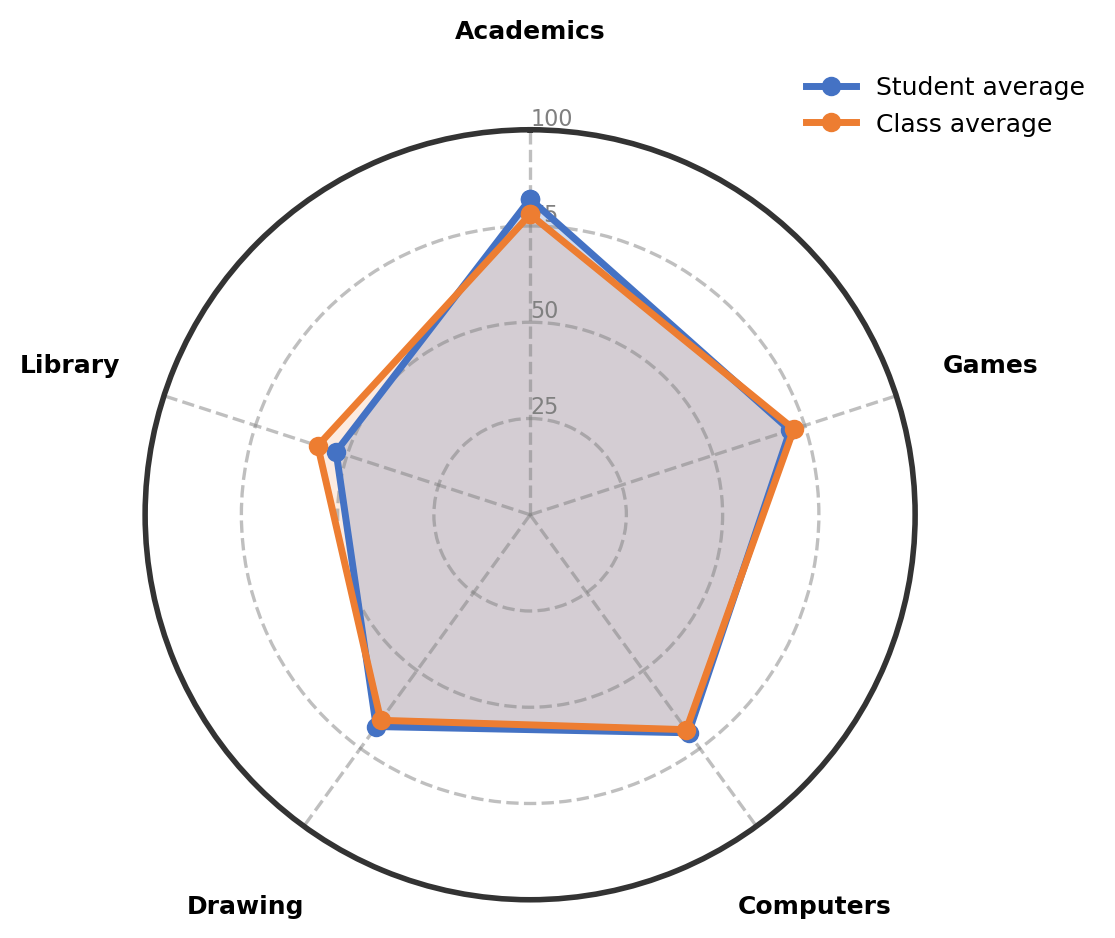 Academics
Student average
Class average
100
50
25
Library
Games
Drawing
Computers